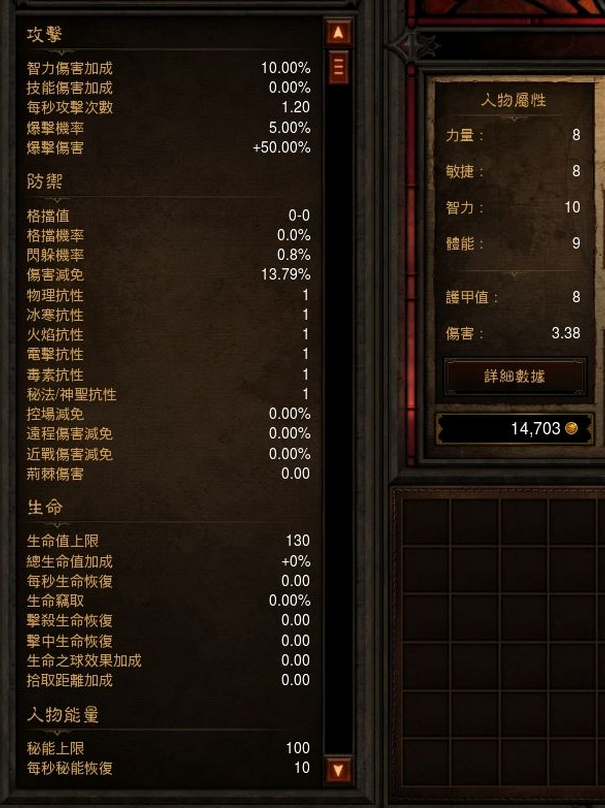 攻擊
智力傷害加成 10.00%
技能傷害加成 0.00%
每秒攻擊次數 1.20
爆擊機率 5.00%
爆擊傷害 +50.00%
防禦
格擋值 0-0
格擋機率 0.0%
閃躲機率 0.8%
傷害減免 13.79%
物理抗性 1
冰寒抗性 1
火焰抗性 1
電擊抗性 1
毒素抗性 1
秘法/神聖抗性 1
控場減免 0.00%
遠程傷害減免 0.00%
近戰傷害減免 0.00%
荊棘傷害 0.00
生命
生命值上限 130
總生命值加成 +0%
每秒生命恢復 0.00
生命竊取 0.00%
擊殺生命恢復 0.00
擊中生命恢復 0.00
生命之球效果加成 0.00
拾取距離加成 0.00
人物能量
秘能上限 100
每秒秘能恢復 10
人物屬性
力量： 8
敏捷： 8
智力： 10
體能： 9
護甲值： 8
傷害： 3.38
詳細數據
14,703